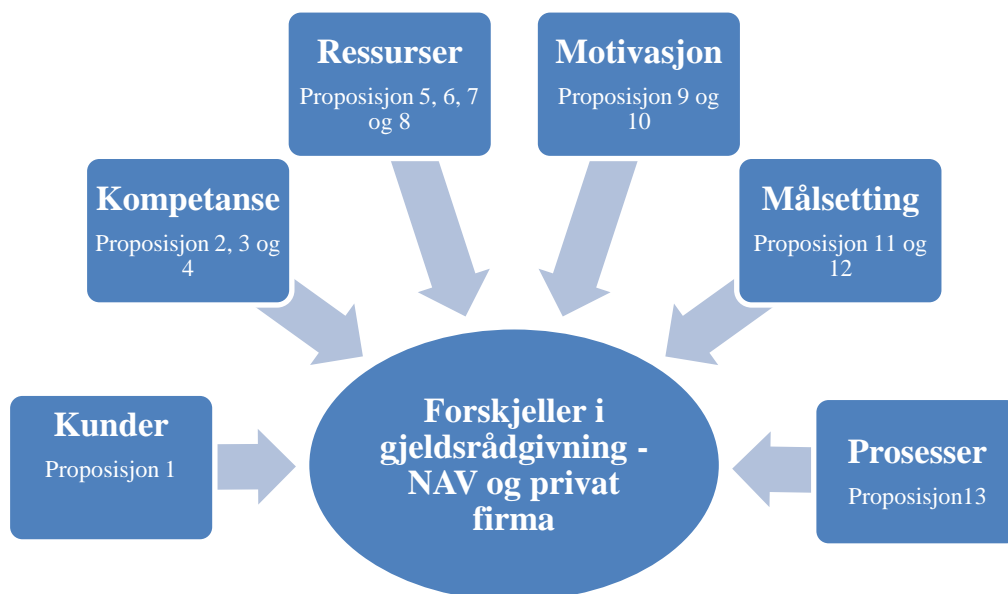 Ressurser
Proposisjon 5, 6, 7
og 8
Motivasjon
Proposisjon 9 og
10
Kompetanse
Proposisjon 2, 3 og
4
Målsetting
Proposisjon 11 og
12
Kunder
Proposisjon 1
Forskjeller i
gjeldsrådgivning -
NAV og privat
firma
Prosesser
Proposisjon13